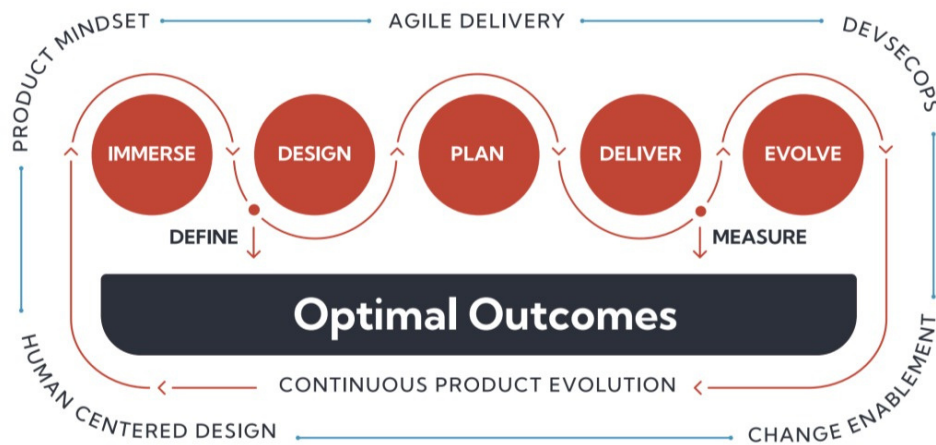 PRODUCT MINDSET
AGILE DELIVERY
DEVSECOPS
IMMERSE
DESIGN
PLAN
DELIVER
EVOLVE
DEFINE
MEASURE
Optimal Outcomes
CONTINUOUS PRODUCT EVOLUTION
HUMAN CENTERED DESIGN
CHANGE ENABLEMENT